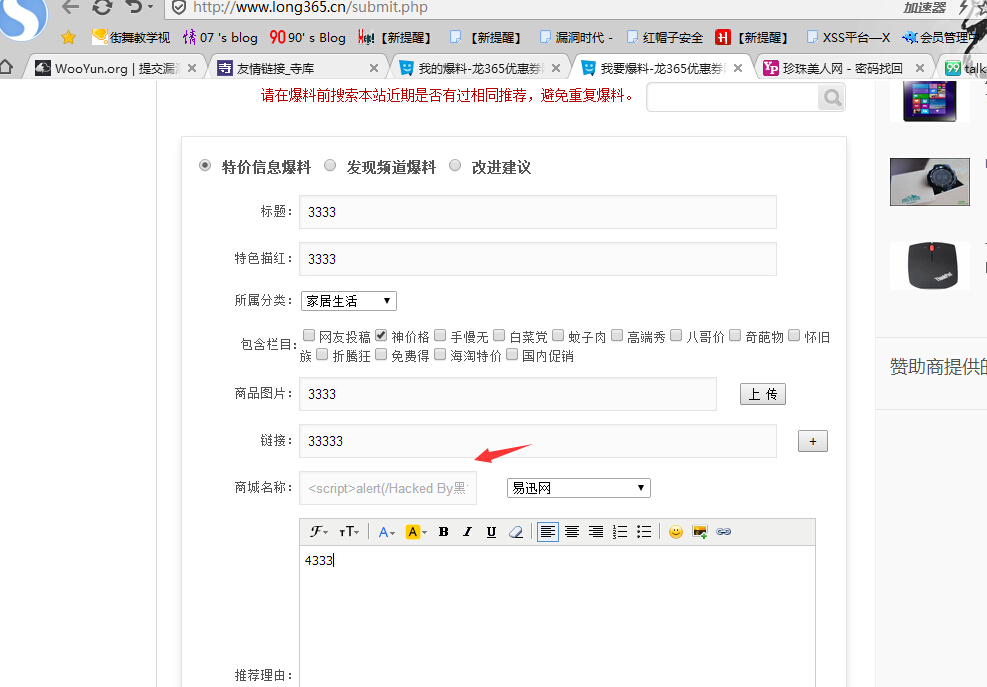 http://www.long365.cn/submit.php
加速器
街舞教学视
07 's blog
90' s Blog
【新提醒】
【新提醒】
漏洞时代 -
红帽子安全
【新提醒】
XSS平台—X
会员管理中
WooYun.org | 提交漏
友情链接_寺库
我的爆料-龙365优惠券
我要爆料-龙365优惠券
珍珠美人网 - 密码找回
talk
请在爆料前搜索本站近期是否有过相同推荐，避免重复爆料。
特价信息爆料 发现频道爆料 改进建议
标题： 3333
特色描红： 3333
所属分类： 家居生活
包含栏目： 网友投稿 神价格 手慢无 白菜党 蚊子肉 高端秀 八哥价 奇葩物 怀旧
族 折腾狂 免费得 海淘特价 国内促销
商品图片： 3333 上 传
链接： 33333 +
商城名称： <script>alert(/Hacked By黑 易迅网
4333
推荐理由：
赞助商提供的